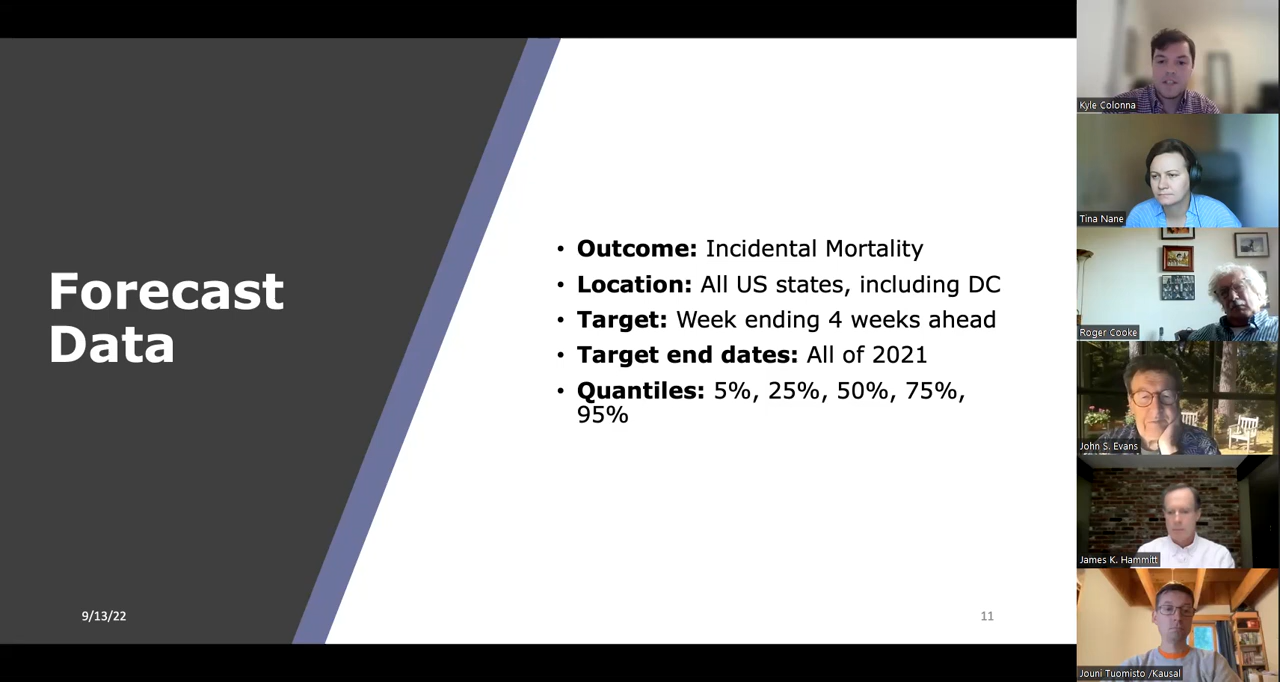 Forecast
Data
• Outcome: Incidental Mortality
• Location: All US states, including DC
• Target: Week ending 4 weeks ahead
• Target end dates: All of 2021
• Quantiles: 5%, 25%, 50%, 75%,
95%
9/13/22
11
Kyle Colonna
Tina Nane
Roger Cooke
John S. Evans
James K. Hammitt
Jouni Tuomisto /Kausal